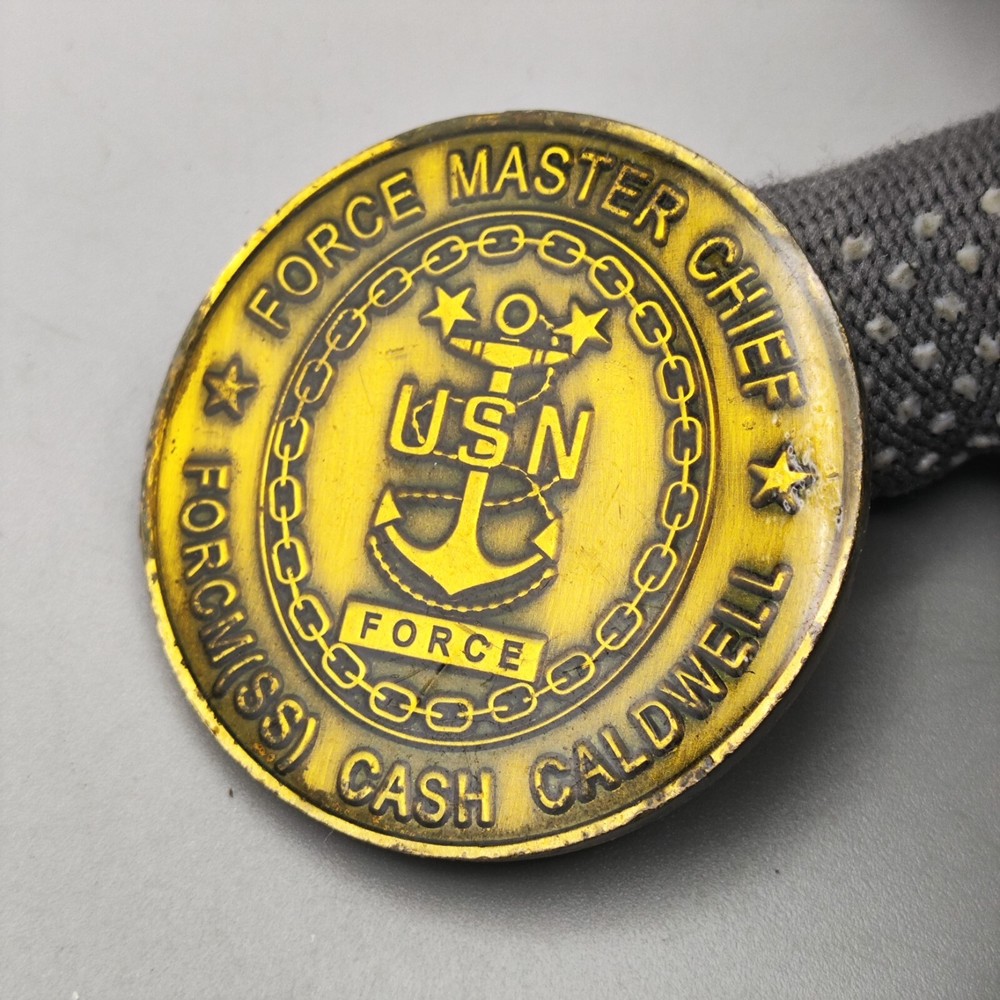 FORCE MASTER CHIEF
USN
FORCE
FORCM(SS) CASH CALDWELL